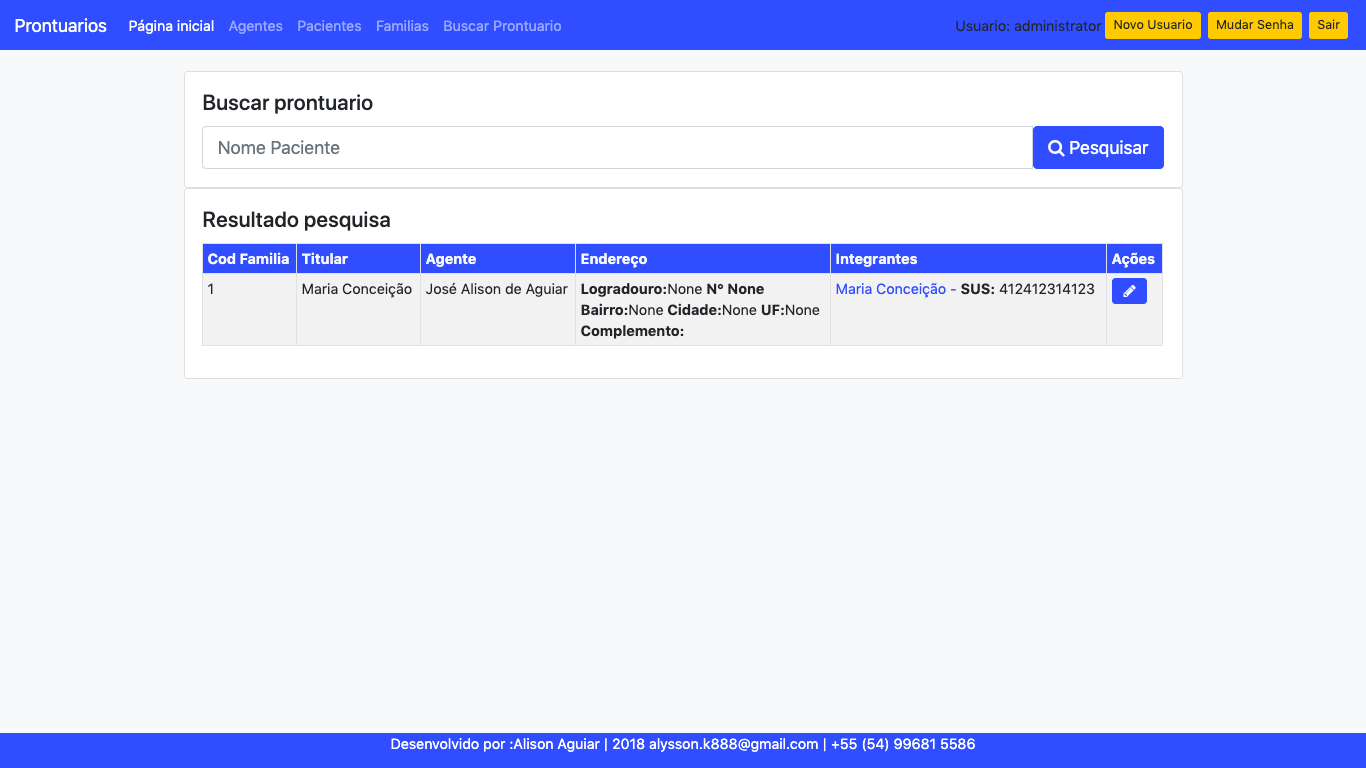 Prontuarios Página inicial Agentes Pacientes Familias Buscar Prontuario Usuario: administrator Novo Usuario Mudar Senha Sair
Buscar prontuario
Nome Paciente Pesquisar
Resultado pesquisa
Cod Familia Titular Agente Endereço Integrantes Ações
1 Maria Conceição José Alison de Aguiar Logradouro:None Nº None Maria Conceição - SUS: 412412314123
Bairro:None Cidade:None UF:None
Complemento:
Desenvolvido por :Alison Aguiar | 2018 alysson.k888@gmail.com | +55 (54) 99681 5586